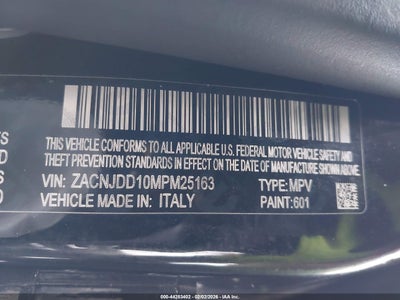 THIS VEHICLE CONFORMS TO ALL APPLICABLE U.S. FEDERAL MOTOR VEHICLE SAFETY
AND THEFT PREVENTION STANDARDS IN EFFECT ON THE DATE OF MANUFACTURE SHOWN ABOVE.
VIN: ZACNJDD10MPM25163 TYPE: MPV
VEHICLE MADE IN: ITALY PAINT: 601
000-44283402 - 02/02/2026 - IAA, Inc.